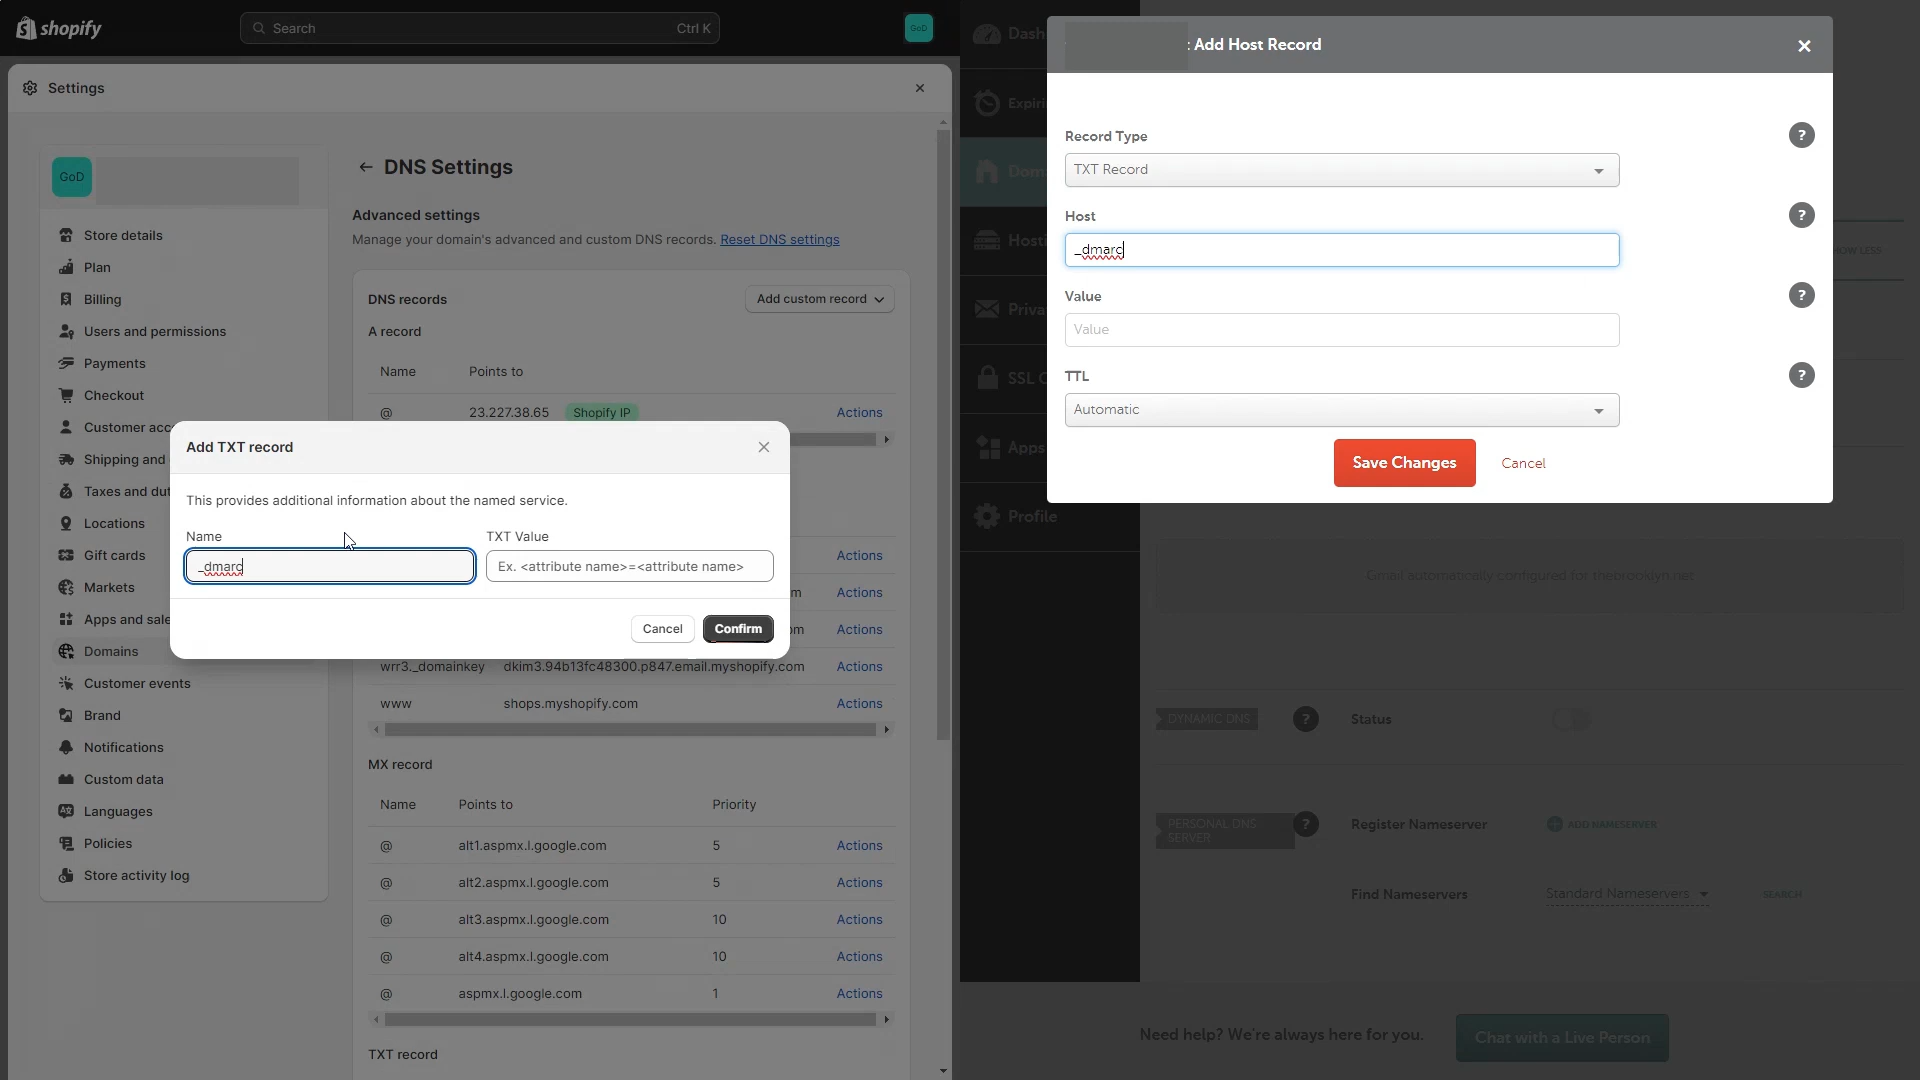 shopify
Search
Ctrl K
GoD
Settings
GoD
Store details
Plan
Billing
Users and permissions
Payments
Checkout
Customer acc
Shipping and
Taxes and dut
Locations
Gift cards
Markets
Apps and sale
Domains
Customer events
Brand
Notifications
Custom data
Languages
Policies
Store activity log
DNS Settings
Advanced settings
Manage your domain's advanced and custom DNS records. Reset DNS settings
DNS records
Add custom record
A record
Name Points to
@ 23.227.38.65 Shopify IP Actions
Add TXT record
This provides additional information about the named service.
Name
TXT Value
_dmarc
Ex. <attribute name>=<attribute name>
Cancel
Confirm
Actions
m Actions
om Actions
wrr3._domainkey dkim3.94b13fc48300.p847.email.myshopify.com Actions
www shops.myshopify.com Actions
MX record
Name Points to Priority
@ alt1.aspmx.l.google.com 5 Actions
@ alt2.aspmx.l.google.com 5 Actions
@ alt3.aspmx.l.google.com 10 Actions
@ alt4.aspmx.l.google.com 10 Actions
@ aspmx.l.google.com 1 Actions
TXT record
Dash
Expiri
Dom
Hosti
Priva
SSL C
Apps
Profile
: Add Host Record
Record Type
?
TXT Record
Host
?
_dmarc
HOW LESS
Value
?
Value
TTL
?
Automatic
Save Changes
Cancel
Gmail automatically configured for thebrooklyn.net
DYNAMIC DNS
?
Status
PERSONAL DNS
SERVER
?
Register Nameserver
ADD NAMESERVER
Find Nameservers
Standard Nameservers
SEARCH
Need help? We're always here for you.
Chat with a Live Person